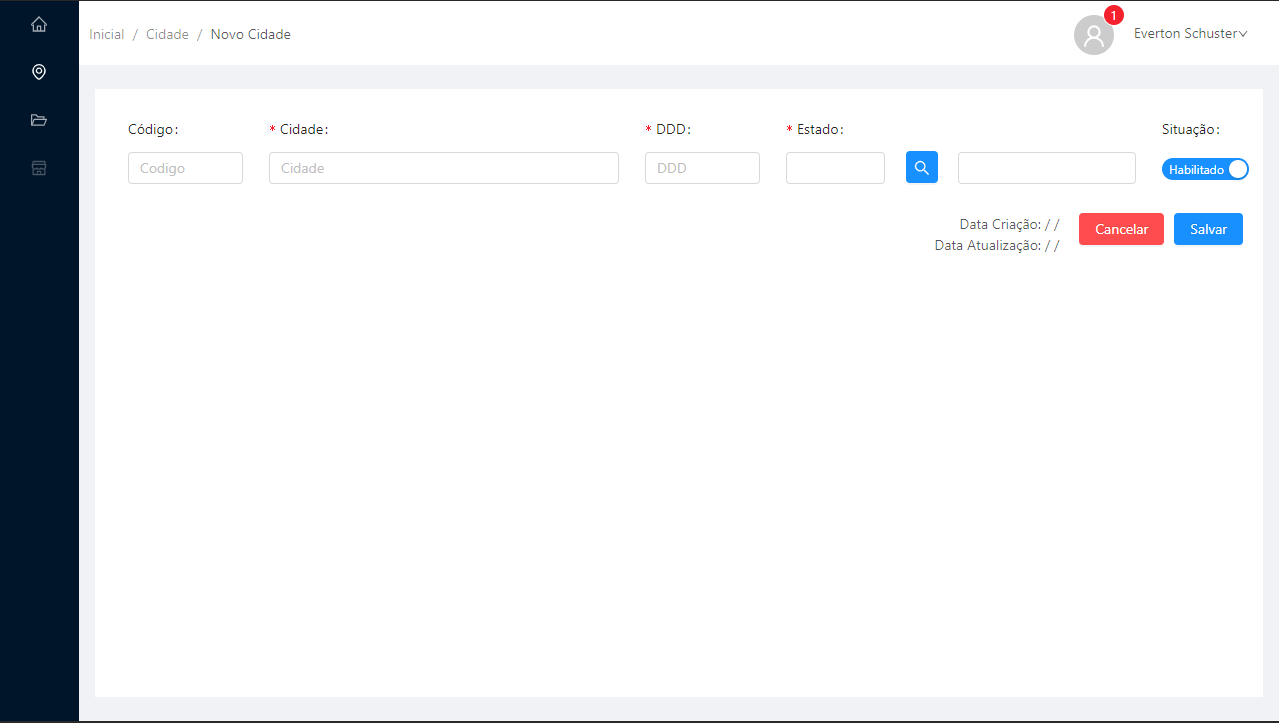 Inicial / Cidade / Novo Cidade
1
Everton Schuster
Código:
* Cidade:
* DDD:
* Estado:
Situação:
Codigo
Cidade
DDD
Habilitado
Data Criação: / /
Data Atualização: / /
Cancelar
Salvar